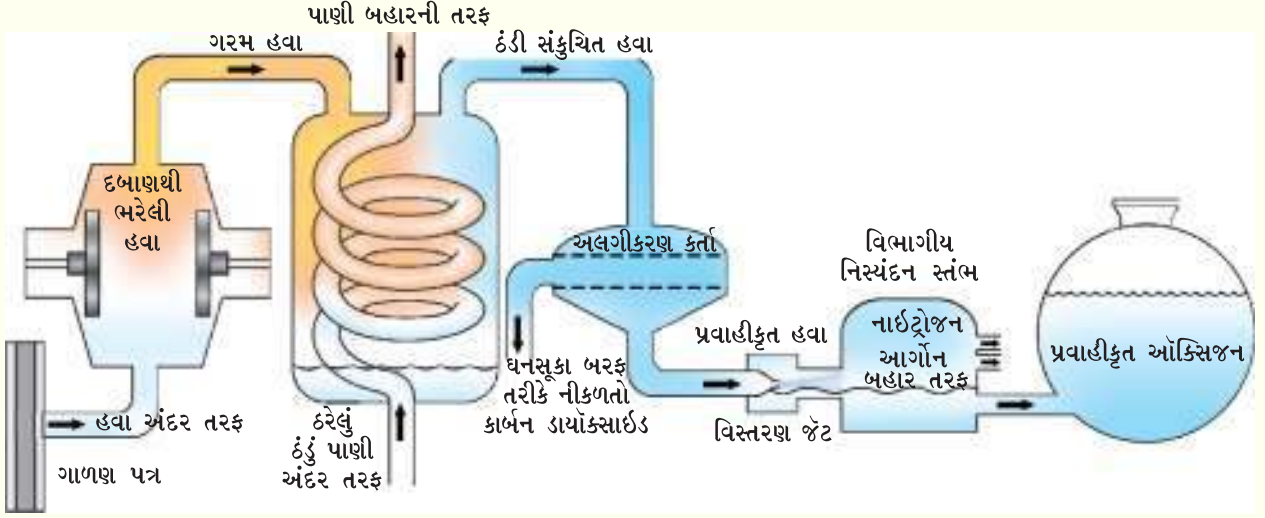 પાણી બહારની તરફ
ગરમ હવા
ઠંડી સંકુચિત હવા
દબાણથી
ભરેલી
હવા
અલગીકરણ કર્તા
વિભાગીય
નિસ્યંદન સ્તંભ
નાઇટ્રોજન
આર્ગોન
બહાર તરફ
પ્રવાહીકૃત હવા
પ્રવાહીકૃત ઑક્સિજન
ઘનસૂકા બરફ
તરીકે નીકળતો
કાર્બન ડાયૉક્સાઇડ
વિસ્તરણ જૅટ
હવા અંદર તરફ
ઠરેલું
ઠંડું પાણી
અંદર તરફ
ગાળણ પત્ર